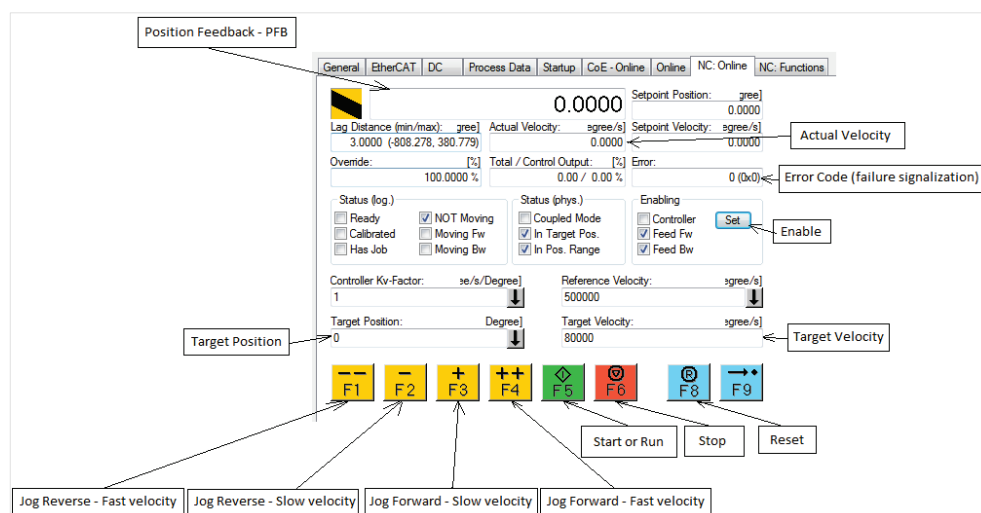 Position Feedback - PFB
General EtherCAT DC Process Data Startup CoE - Online Online NC: Online NC: Functions
0.0000
Setpoint Position: gree]
0.0000
Lag Distance (min/max): gree] Actual Velocity: egree/s] Setpoint Velocity: egree/s]
3.0000 (-808.278, 380.779) 0.0000 0.0000
Actual Velocity
Override: [%] Total / Control Output: [%] Error:
100.0000 % 0.00 / 0.00 % 0 (0x0)
Error Code (failure signalization)
Status (log.) Status (phys.) Enabling
Ready NOT Moving Coupled Mode Controller Set
Calibrated Moving Fw In Target Pos. Feed Fw
Has Job Moving Bw In Pos. Range Feed Bw
Enable
Controller Kv-Factor: ee/s/Degree] Reference Velocity: egree/s]
1 500000
Target Position: Degree] Target Velocity: egree/s]
0 80000
Target Position
Target Velocity
-- - + ++ R
F1 F2 F3 F4 F5 F6 F8 F9
Start or Run Stop Reset
Jog Reverse - Fast velocity Jog Reverse - Slow velocity Jog Forward - Slow velocity Jog Forward - Fast velocity